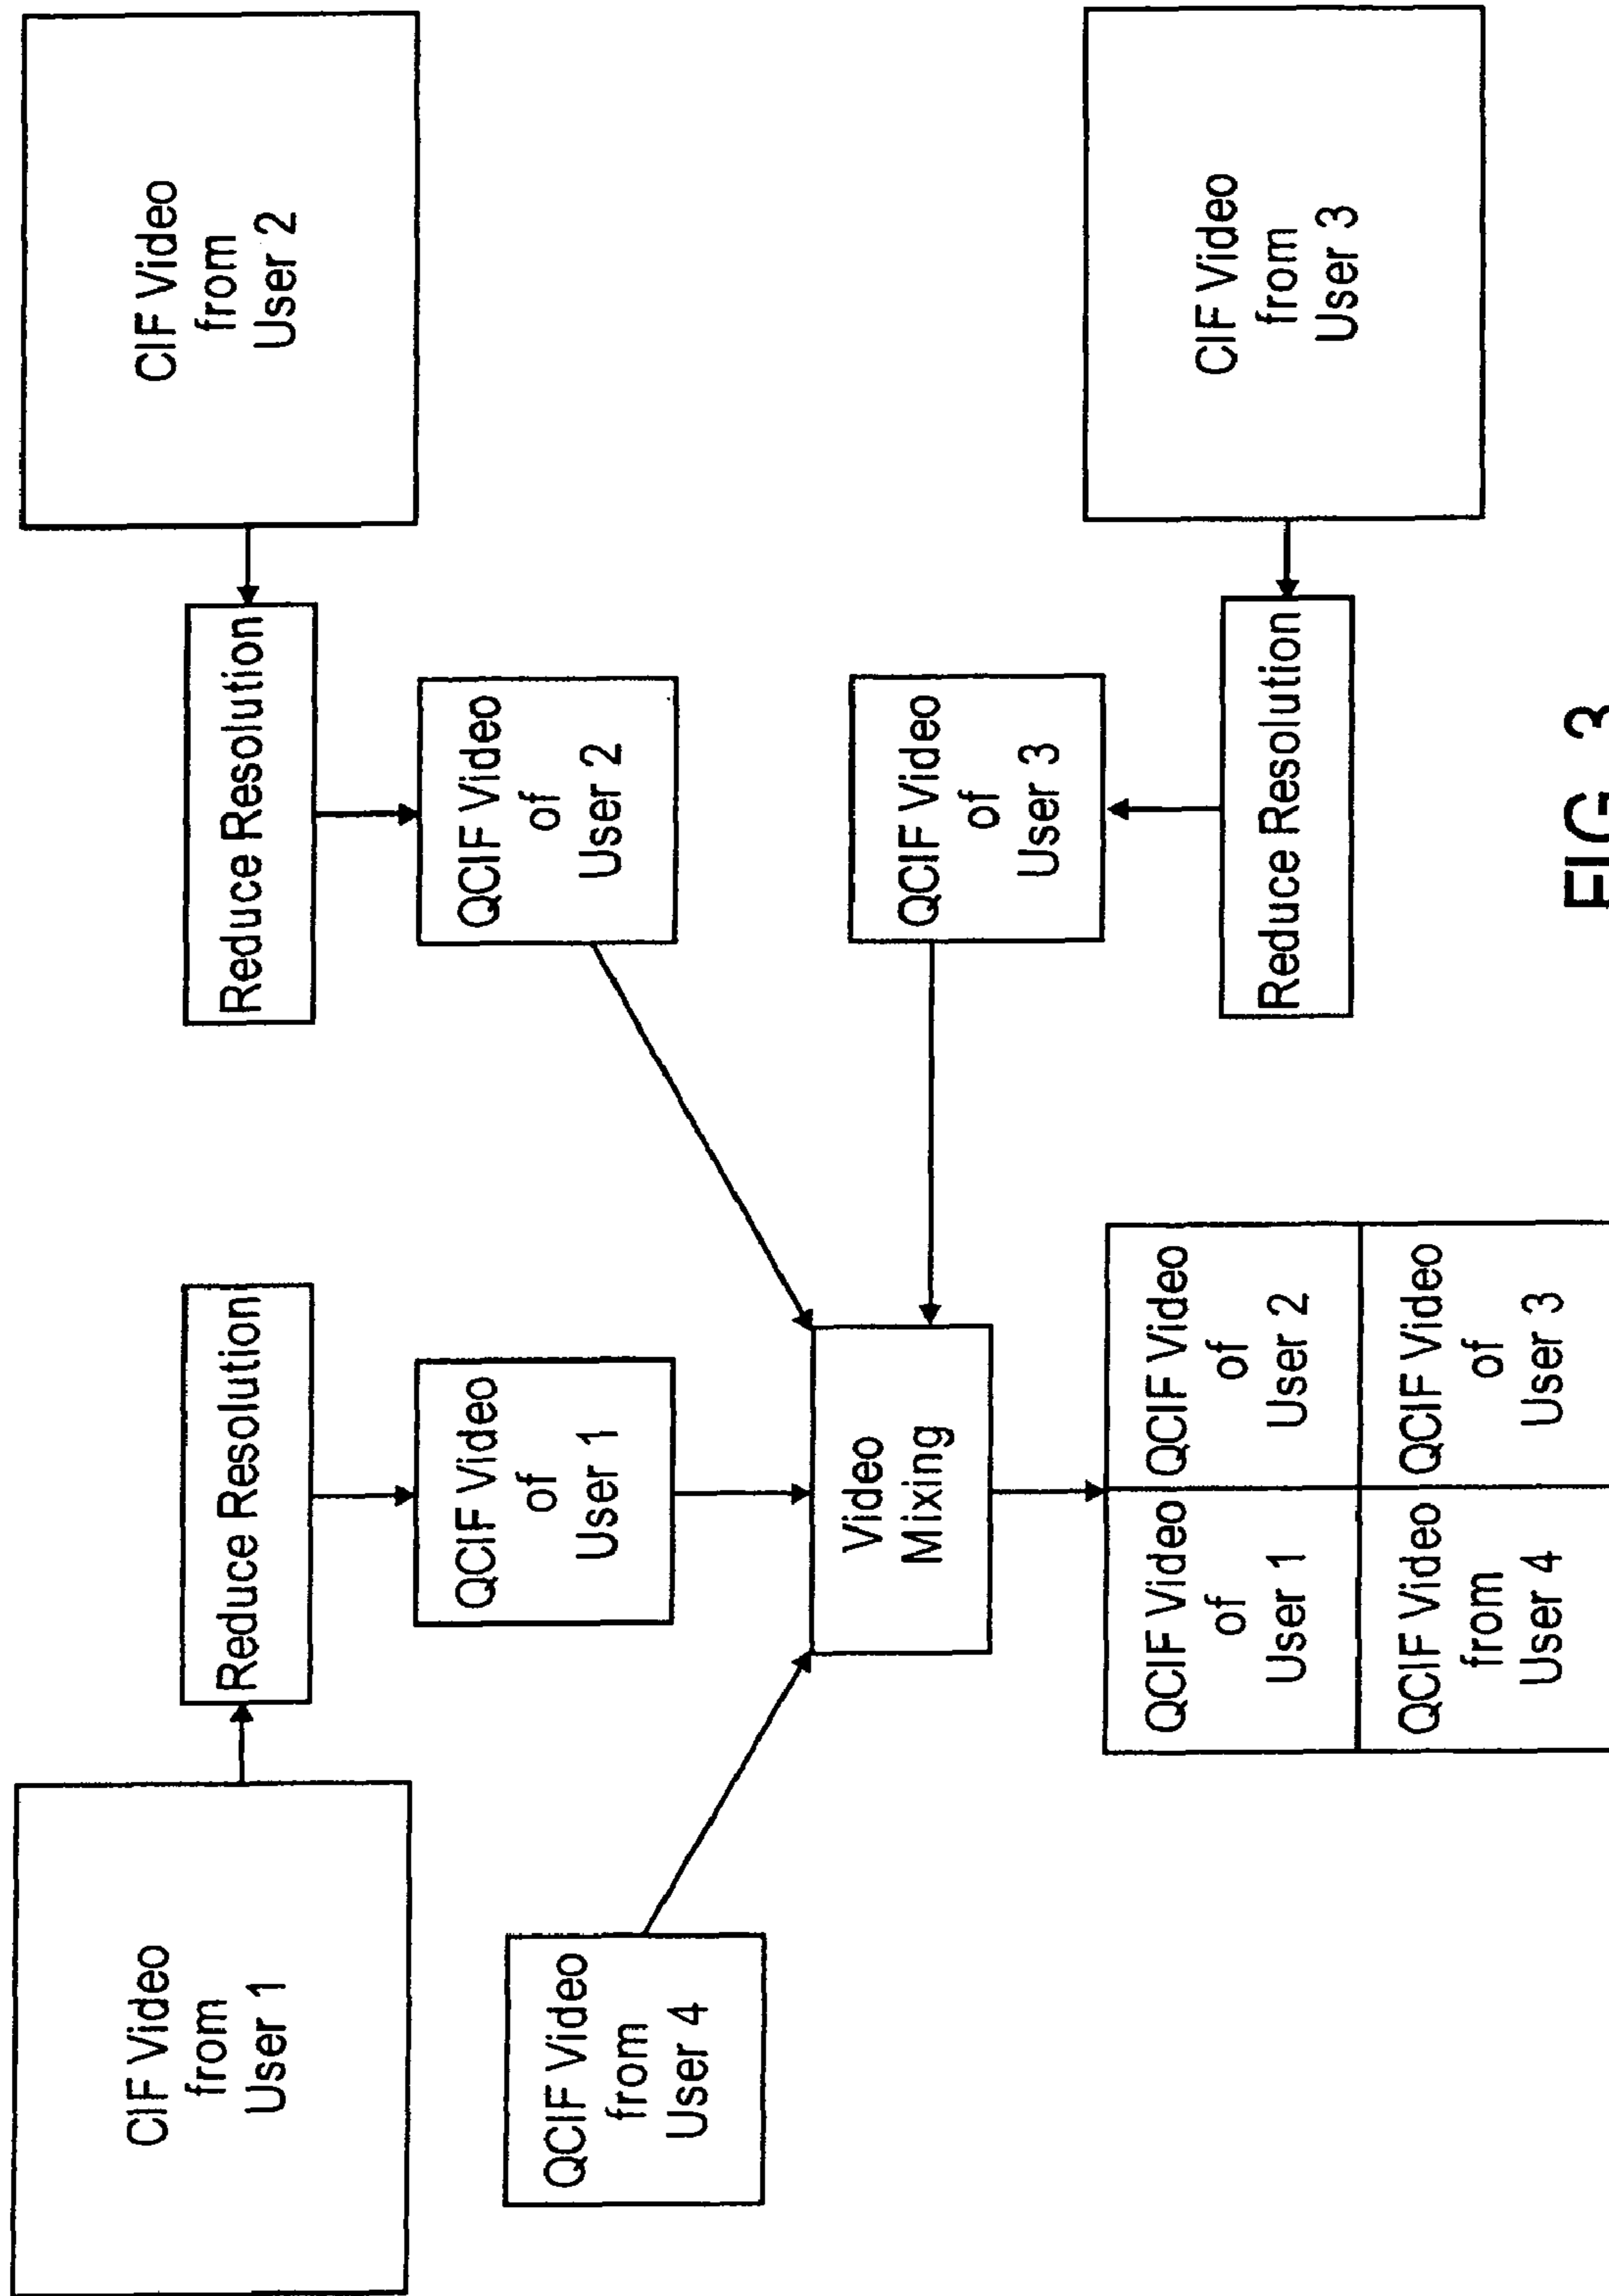 CIF Video
from
User 1
Reduce Resolution
CIF Video
from
User 2
Reduce Resolution
QCIF Video
of
User 1
QCIF Video
of
User 2
QCIF Video
from
User 4
Video
Mixing
QCIF Video
of
User 3
QCIF Video
of
User 1
QCIF Video
of
User 2
QCIF Video
from
User 4
QCIF Video
of
User 3
Reduce Resolution
CIF Video
from
User 3
FIG. 3